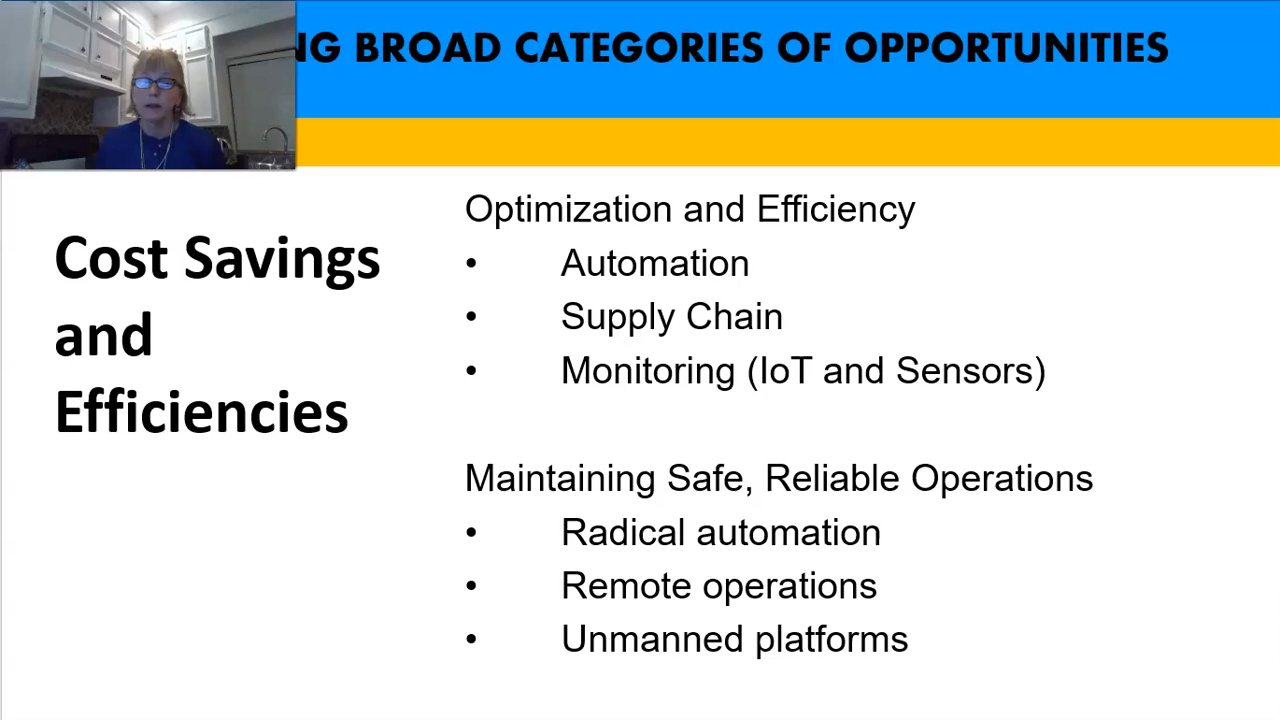 NG BROAD CATEGORIES OF OPPORTUNITIES
Cost Savings
and
Efficiencies
Optimization and Efficiency
• Automation
• Supply Chain
• Monitoring (IoT and Sensors)
Maintaining Safe, Reliable Operations
• Radical automation
• Remote operations
• Unmanned platforms